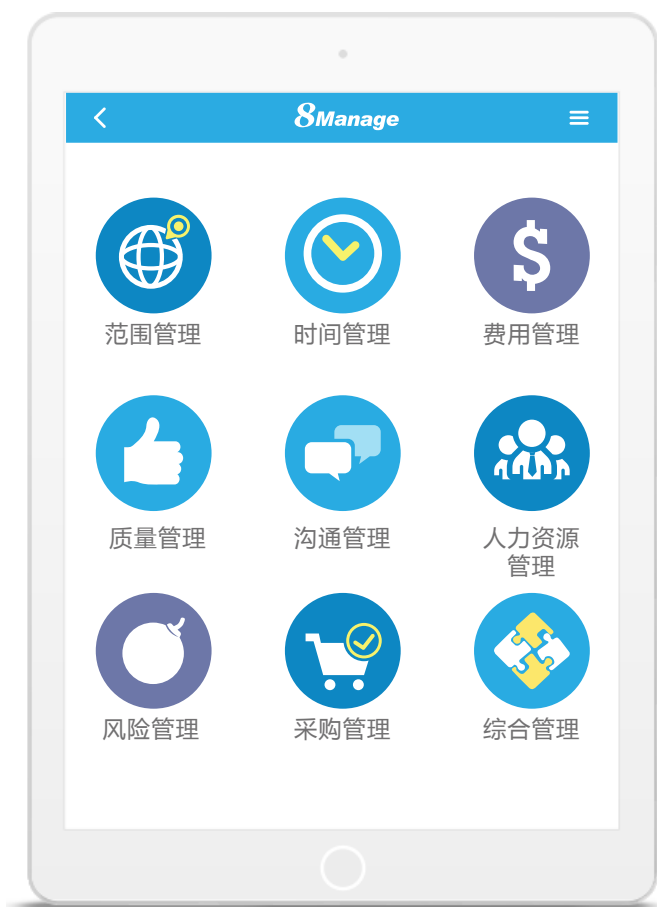 8Manage
范围管理
时间管理
费用管理
质量管理
沟通管理
人力资源
管理
风险管理
采购管理
综合管理